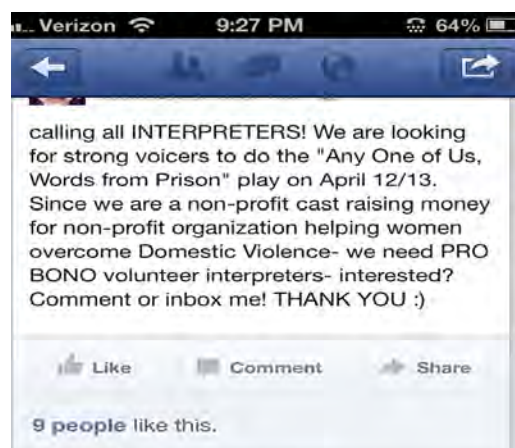 Verizon 9:27 PM 64%
calling all INTERPRETERS! We are looking
for strong voicers to do the "Any One of Us,
Words from Prison" play on April 12/13.
Since we are a non-profit cast raising money
for non-profit organization helping women
overcome Domestic Violence- we need PRO
BONO volunteer interpreters- interested?
Comment or inbox me! THANK YOU :)
Like Comment Share
9 people like this.